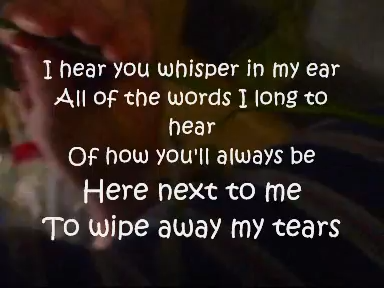 I hear you whisper in my ear
All of the words I long to
hear
Of how you'll always be
Here next to me
To wipe away my tears